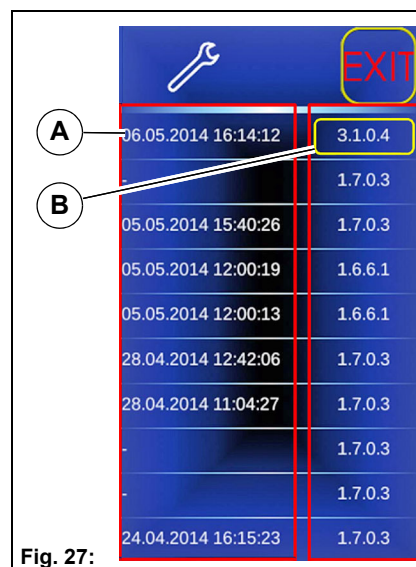 EXIT
A
06.05.2014 16:14:12 3.1.0.4
- 1.7.0.3
B
05.05.2014 15:40:26 1.7.0.3
05.05.2014 12:00:19 1.6.6.1
05.05.2014 12:00:13 1.6.6.1
28.04.2014 12:42:06 1.7.0.3
28.04.2014 11:04:27 1.7.0.3
- 1.7.0.3
- 1.7.0.3
24.04.2014 16:15:23 1.7.0.3
Fig. 27: